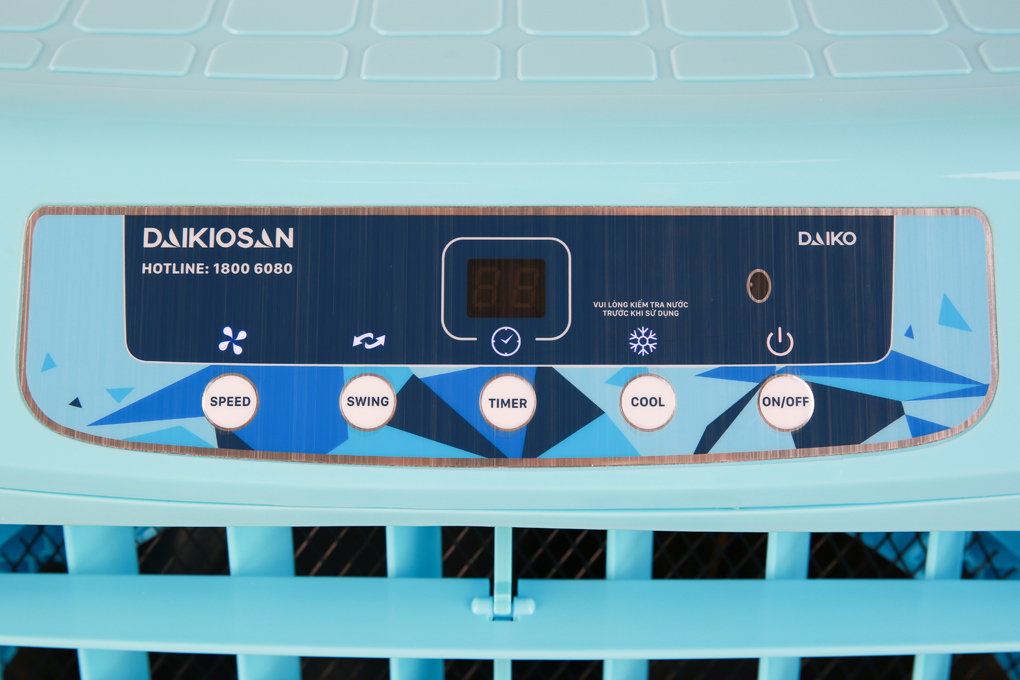 DAIKIOSAN
HOTLINE: 1800 6080
DAIKO
VUI LÒNG KIỂM TRA NƯỚC
TRƯỚC KHI SỬ DỤNG
SPEED
SWING
TIMER
COOL
ON/OFF